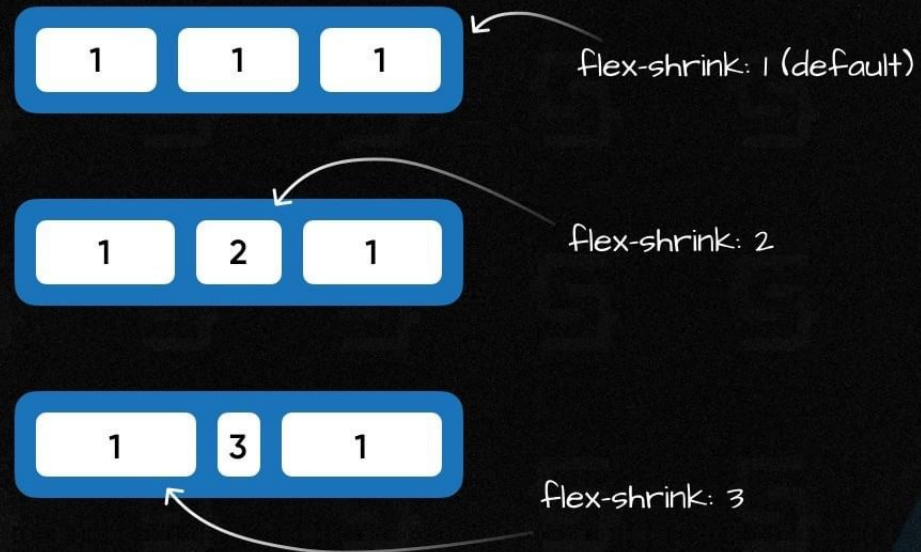 1 1 1
flex-shrink: 1 (default)
1 2 1
flex-shrink: 2
1 3 1
flex-shrink: 3